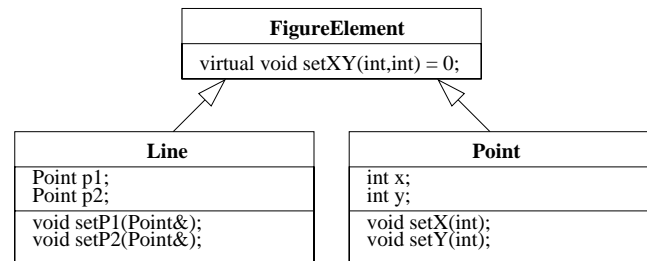 FigureElement
virtual void setXY(int,int) = 0;
Line
Point p1;
Point p2;
void setP1(Point&);
void setP2(Point&);
Point
int x;
int y;
void setX(int);
void setY(int);